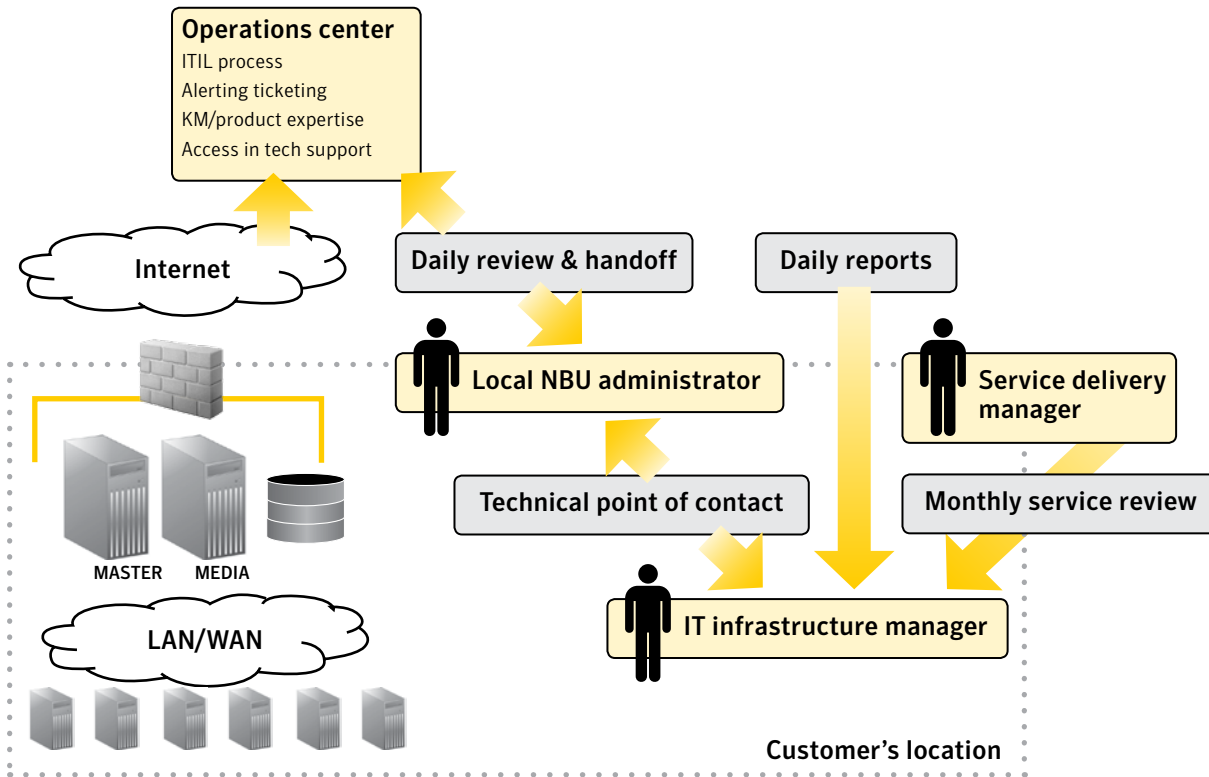 Operations center
ITIL process
Alerting ticketing
KM/product expertise
Access in tech support
Internet
Daily review & handoff
Daily reports
Local NBU administrator
Service delivery
manager
Technical point of contact
Monthly service review
MASTER
MEDIA
LAN/WAN
IT infrastructure manager
Customer’s location